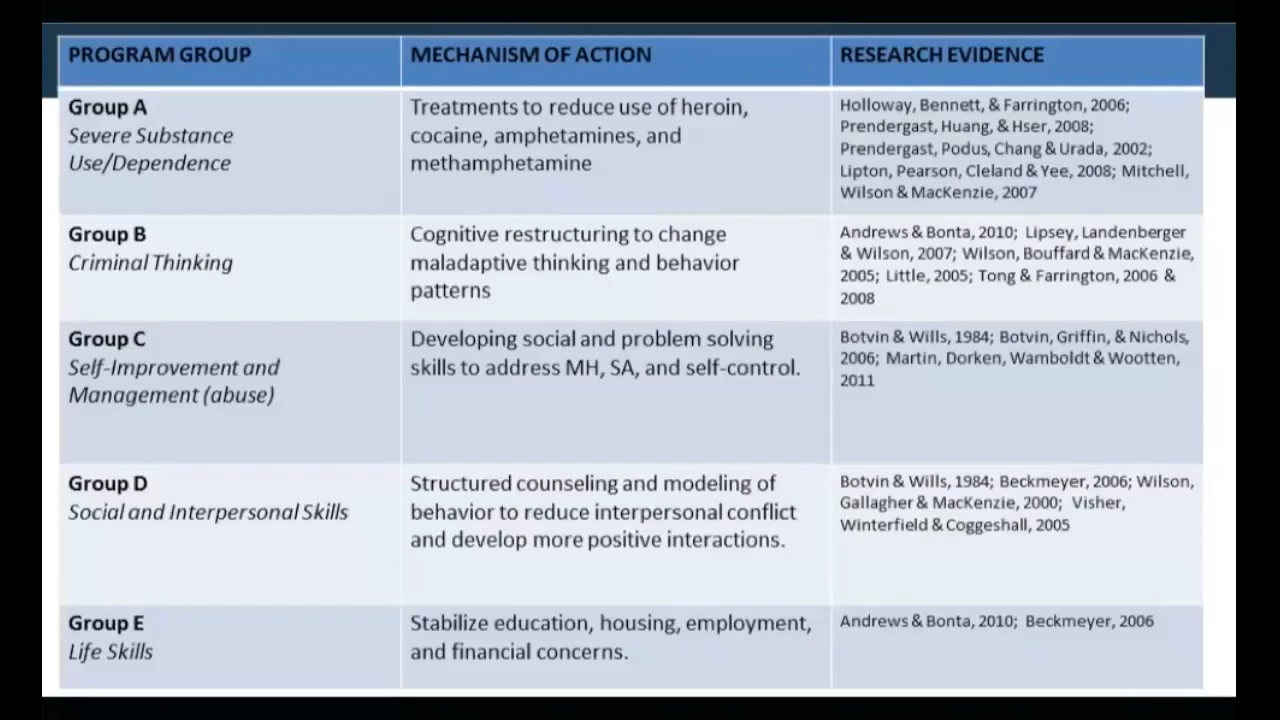 PROGRAM GROUP
MECHANISM OF ACTION
RESEARCH EVIDENCE
Group A
Severe Substance
Use/Dependence
Treatments to reduce use of heroin,
cocaine, amphetamines, and
methamphetamine
Holloway, Bennett, & Farrington, 2006;
Prendergast, Huang, & Hser, 2008;
Prendergast, Podus, Chang & Urada, 2002;
Lipton, Pearson, Cleland & Yee, 2008; Mitchell,
Wilson & MacKenzie, 2007
Group B
Criminal Thinking
Cognitive restructuring to change
maladaptive thinking and behavior
patterns
Andrews & Bonta, 2010; Lipsey, Landenberger
& Wilson, 2007; Wilson, Bouffard & MacKenzie,
2005; Little, 2005; Tong & Farrington, 2006 &
2008
Group C
Self-Improvement and
Management (abuse)
Developing social and problem solving
skills to address MH, SA, and self-control.
Botvin & Wills, 1984; Botvin, Griffin, & Nichols,
2006; Martin, Dorken, Wamboldt & Wootten,
2011
Group D
Social and Interpersonal Skills
Structured counseling and modeling of
behavior to reduce interpersonal conflict
and develop more positive interactions.
Botvin & Wills, 1984; Beckmeyer, 2006; Wilson,
Gallagher & MacKenzie, 2000; Visher,
Winterfield & Coggeshall, 2005
Group E
Life Skills
Stabilize education, housing, employment,
and financial concerns.
Andrews & Bonta, 2010; Beckmeyer, 2006